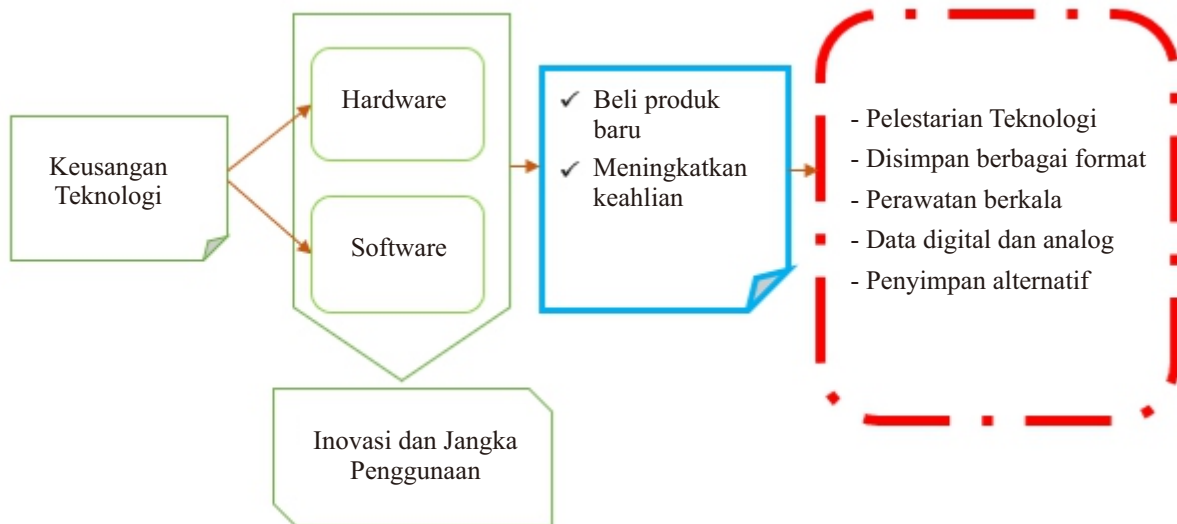 Keusangan
Teknologi
Hardware
Software
Inovasi dan Jangka
Penggunaan
✓ Beli produk
baru
✓ Meningkatkan
keahlian
- Pelestarian Teknologi
- Disimpan berbagai format
- Perawatan berkala
- Data digital dan analog
- Penyimpan alternatif